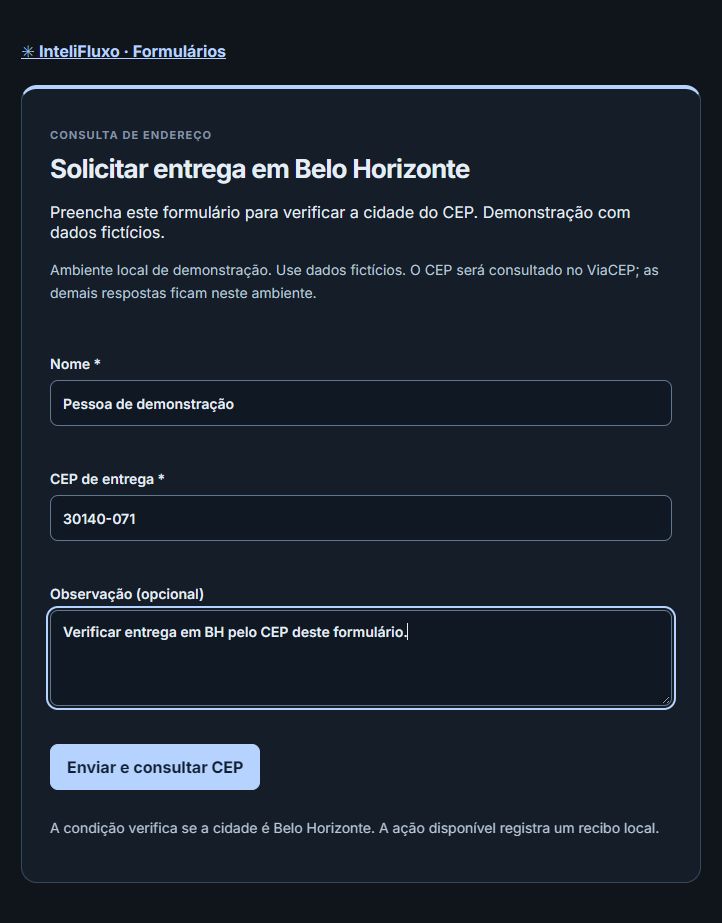 ✳ InteliFluxo · Formulários
CONSULTA DE ENDEREÇO
Solicitar entrega em Belo Horizonte
Preencha este formulário para verificar a cidade do CEP. Demonstração com
dados fictícios.
Ambiente local de demonstração. Use dados fictícios. O CEP será consultado no ViaCEP; as
demais respostas ficam neste ambiente.
Nome *
Pessoa de demonstração
CEP de entrega *
30140-071
Observação (opcional)
Verificar entrega em BH pelo CEP deste formulário.
Enviar e consultar CEP
A condição verifica se a cidade é Belo Horizonte. A ação disponível registra um recibo local.